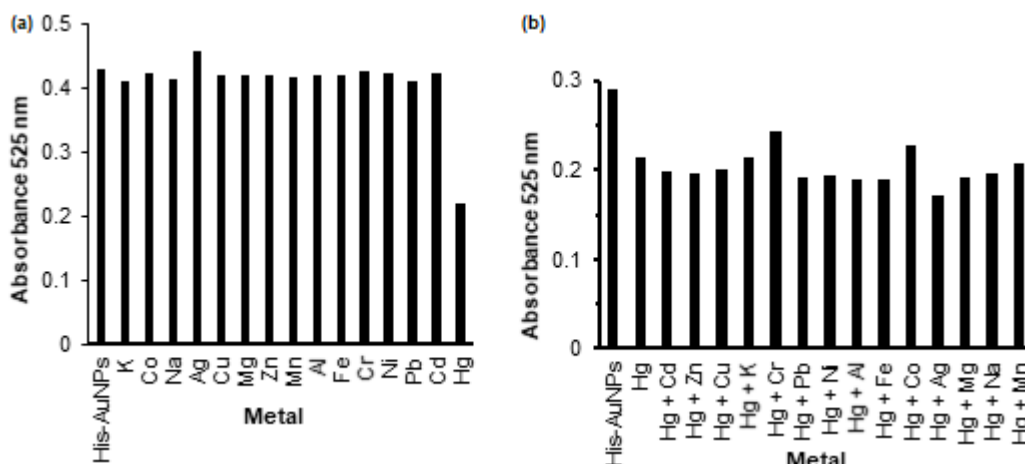 (a)
Absorbance 525 nm
0.5
0.4
0.3
0.2
0.1
0
His-AuNPs
K
Co
Na
Ag
Cu
Mg
Zn
Mn
Al
Fe
Cr
Ni
Pb
Cd
Hg
Metal
(b)
Absorbance 525 nm
0.3
0.2
0.1
0
His-AuNPs
Hg
Hg + Cd
Hg + Zn
Hg + Cu
Hg + K
Hg + Cr
Hg + Pb
Hg + Ni
Hg + Al
Hg + Fe
Hg + Co
Hg + Ag
Hg + Mg
Hg + Na
Hg + Mn
Metal